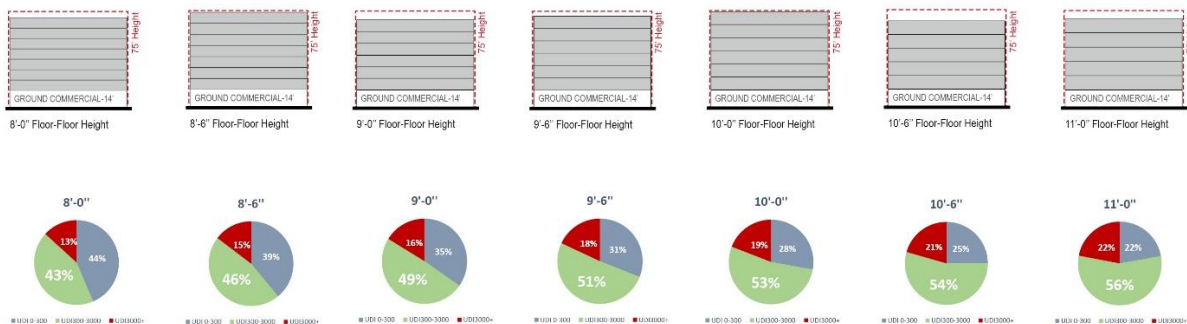 75' Height
GROUND COMMERCIAL-14'
8'-0" Floor-Floor Height
75' Height
GROUND COMMERCIAL-14'
8'-6" Floor-Floor Height
75' Height
GROUND COMMERCIAL-14'
9'-0" Floor-Floor Height
75' Height
GROUND COMMERCIAL-14'
9'-6" Floor-Floor Height
75' Height
GROUND COMMERCIAL-14'
10'-0" Floor-Floor Height
75' Height
GROUND COMMERCIAL-14'
10'-6" Floor-Floor Height
75' Height
GROUND COMMERCIAL-14'
11'-0" Floor-Floor Height
8'-0"
13%
44%
43%
UDI 0-300 UDI300-3000 UDI3000+
8'-6"
15%
39%
46%
UDI 0-300 UDI300-3000 UDI3000+
9'-0"
16%
35%
49%
UDI 0-300 UDI300-3000 UDI3000+
9'-6"
18%
31%
51%
UDI 0-300 UDI300-3000 UDI3000+
10'-0"
19%
28%
53%
UDI 0-300 UDI300-3000 UDI3000+
10'-6"
21%
25%
54%
UDI 0-300 UDI300-3000 UDI3000+
11'-0"
22%
22%
56%
UDI 0-300 UDI300-3000 UDI3000+